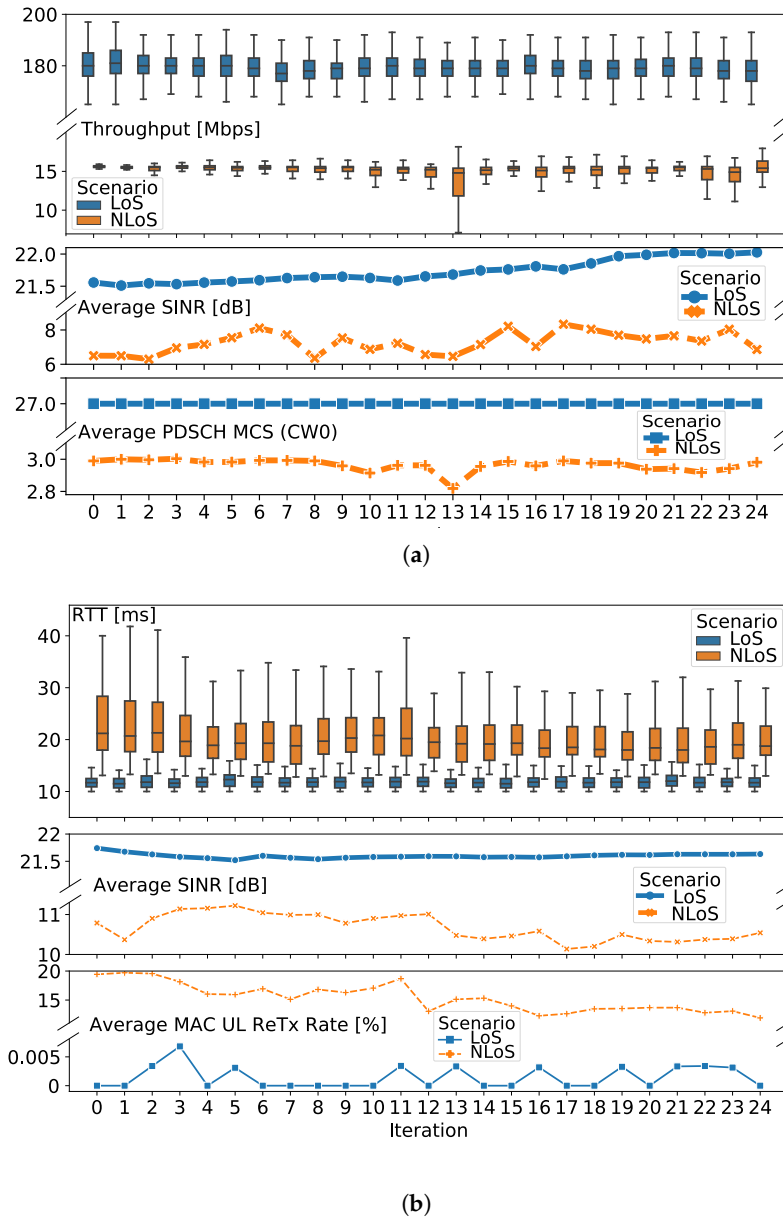 200
180
Throughput [Mbps]
15
10
Scenario
LoS
NLoS
22.0
21.5
Average SINR [dB]
8
6
Scenario
LoS
NLoS
27.0
Average PDSCH MCS (CW0)
3.0
2.8
Scenario
LoS
NLoS
0 1 2 3 4 5 6 7 8 9 10 11 12 13 14 15 16 17 18 19 20 21 22 23 24
(a)
RTT [ms]
40
30
20
10
Scenario
LoS
NLoS
22
21.5
Average SINR [dB]
11
10
Scenario
LoS
NLoS
20
15
Average MAC UL ReTx Rate [%]
0.005
0
Scenario
LoS
NLoS
0 1 2 3 4 5 6 7 8 9 10 11 12 13 14 15 16 17 18 19 20 21 22 23 24
Iteration
(b)